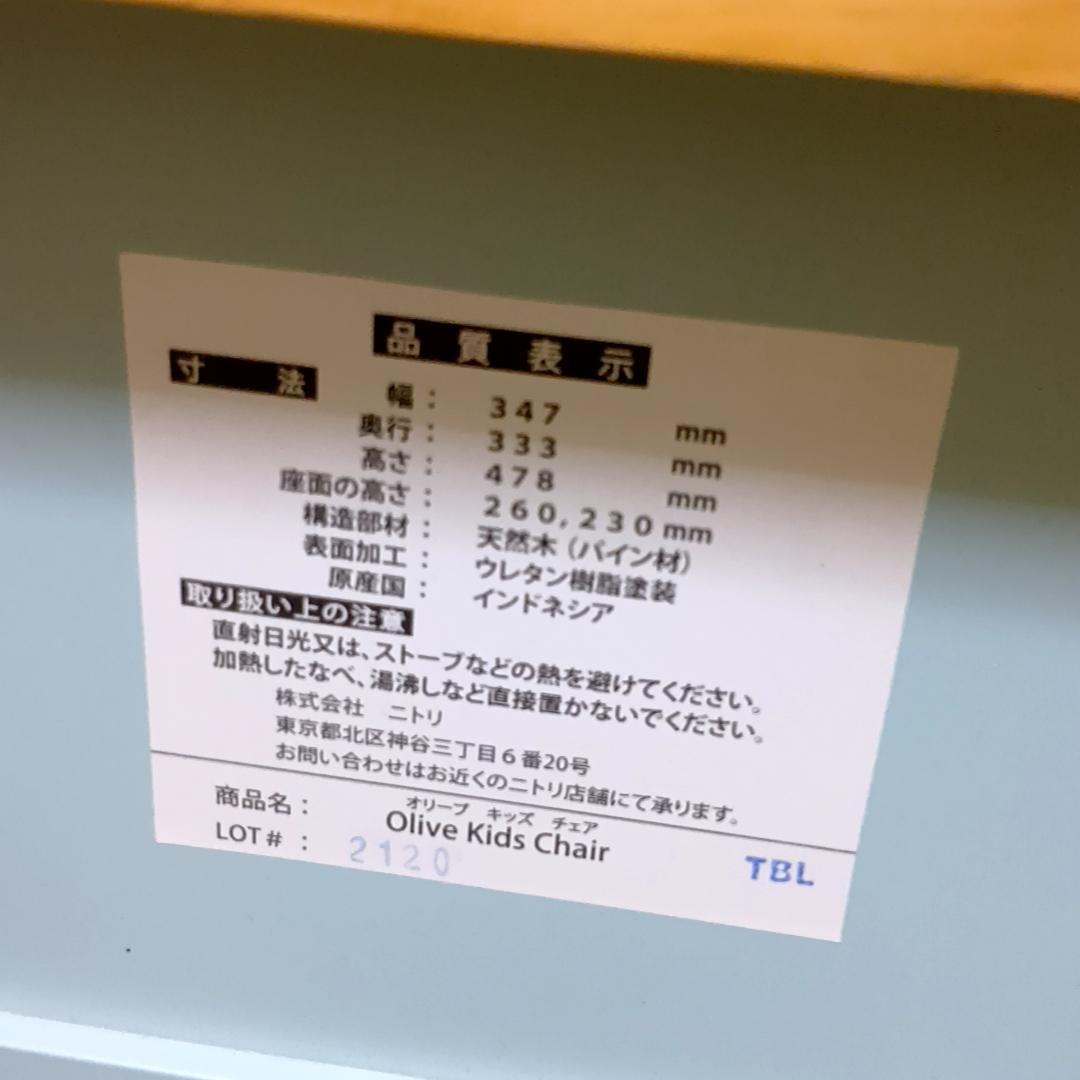 品質表示
寸法
幅: 347 mm
奥行: 333 mm
高さ: 478 mm
座面の高さ: 260,230mm
構造部材: 天然木(パイン材)
表面加工: ウレタン樹脂塗装
原産国: インドネシア
取り扱い上の注意
直射日光又は、ストーブなどの熱を避けてください。
加熱したなべ、湯沸しなど直接置かないでください。
株式会社 ニトリ
東京都北区神谷三丁目6番20号
お問い合わせはお近くのニトリ店舗にて承ります。
オリーブ キッズ チェア
商品名: Olive Kids Chair
LOT#: 2120
TBL